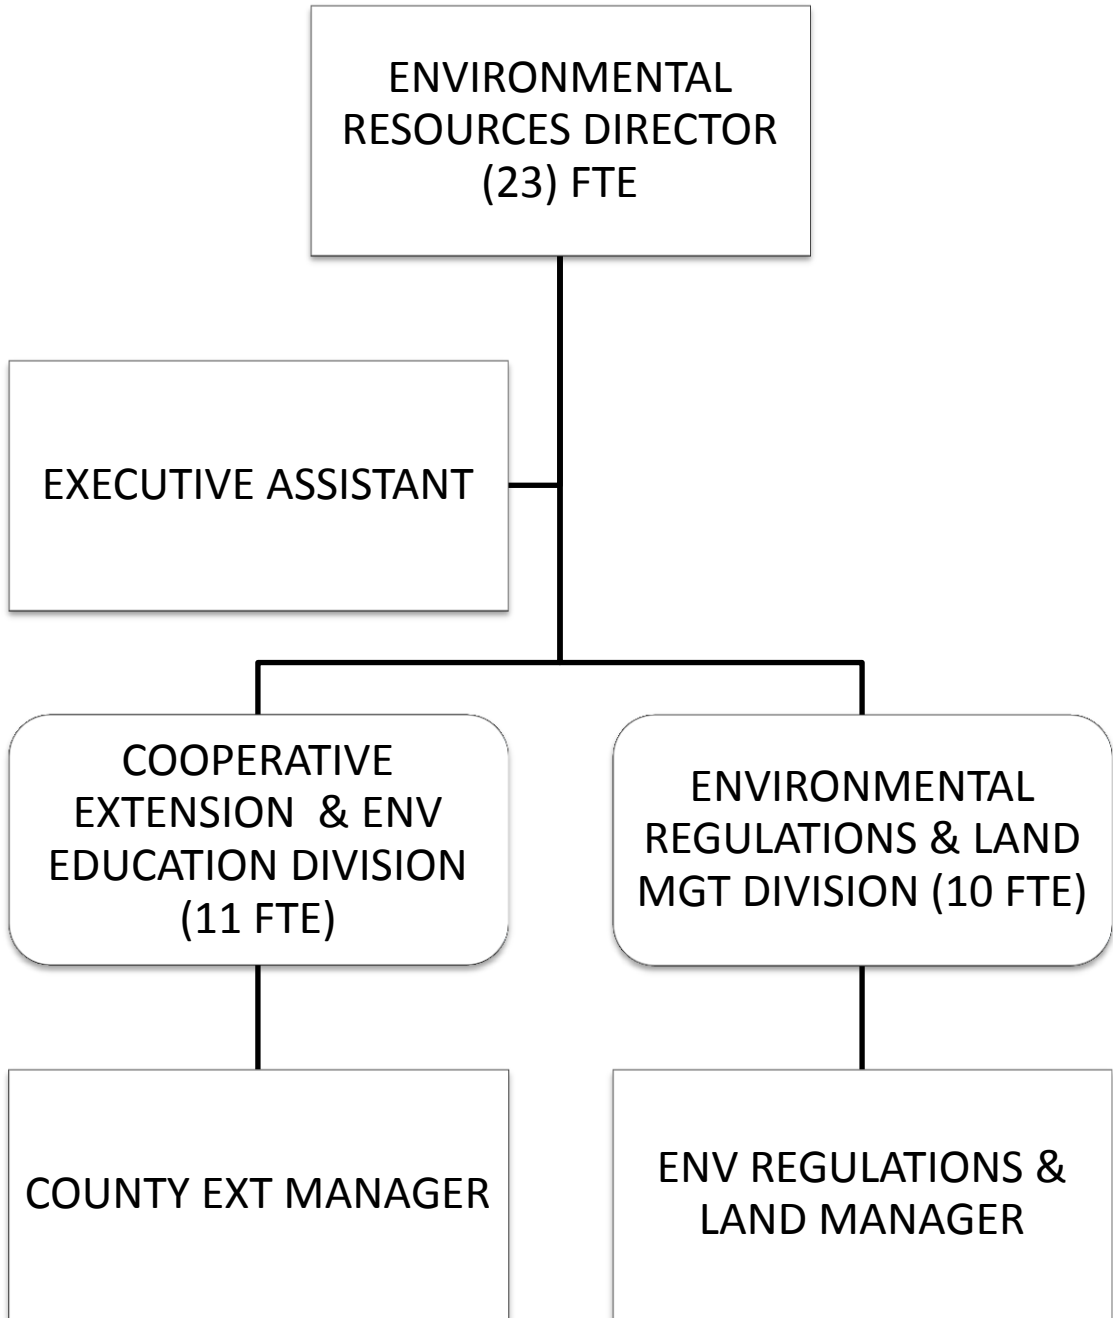 ENVIRONMENTAL
RESOURCES DIRECTOR
(23) FTE
EXECUTIVE ASSISTANT
COOPERATIVE
EXTENSION & ENV
EDUCATION DIVISION
(11 FTE)
ENVIRONMENTAL
REGULATIONS & LAND
MGT DIVISION (10 FTE)
COUNTY EXT MANAGER
ENV REGULATIONS &
LAND MANAGER